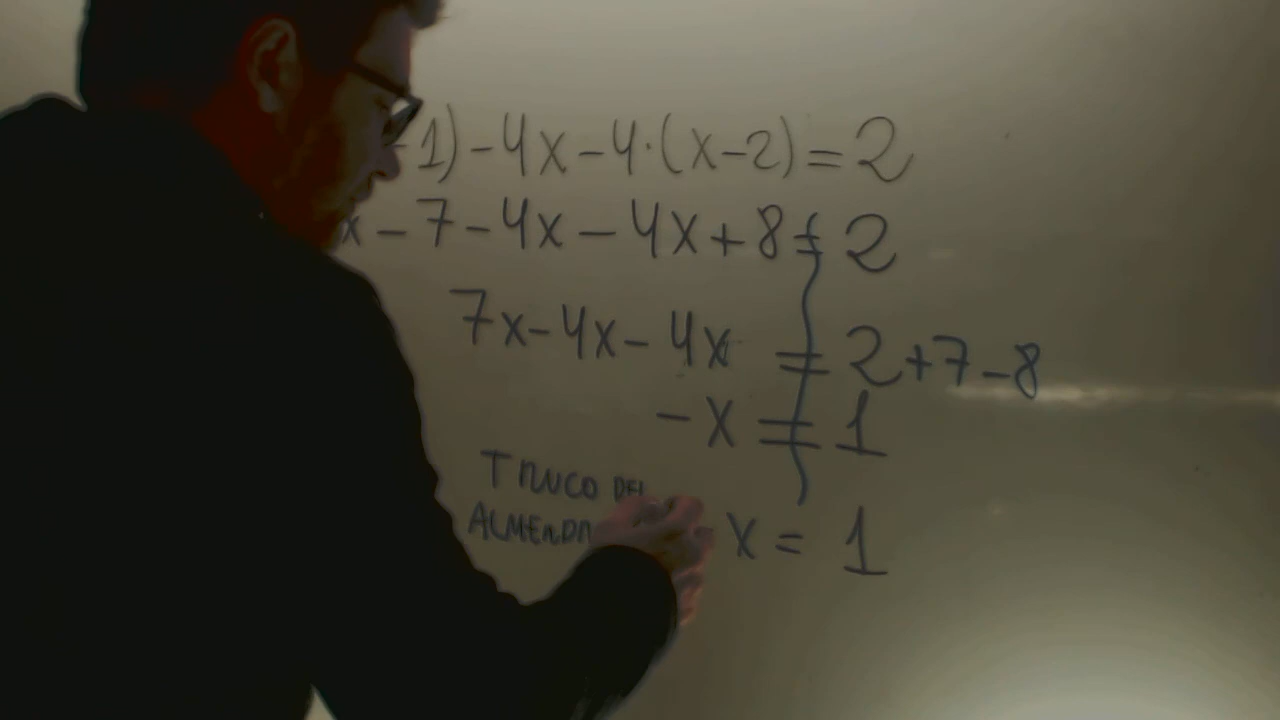 -1)-4x-4·(x-2)=2
x-7-4x-4x+8=2
7x-4x-4x = 2+7-8
-x = 1
TRUCO DEL
x = 1